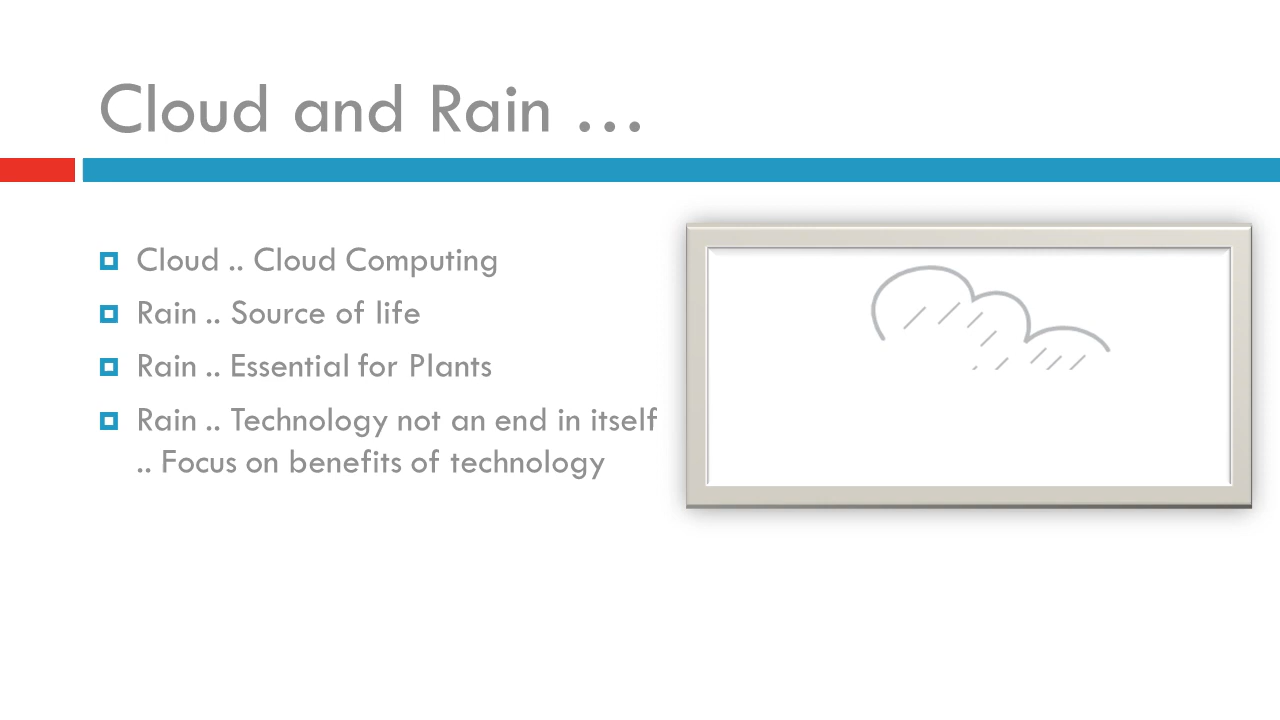 Cloud and Rain …
Cloud .. Cloud Computing
Rain .. Source of life
Rain .. Essential for Plants
Rain .. Technology not an end in itself
.. Focus on benefits of technology